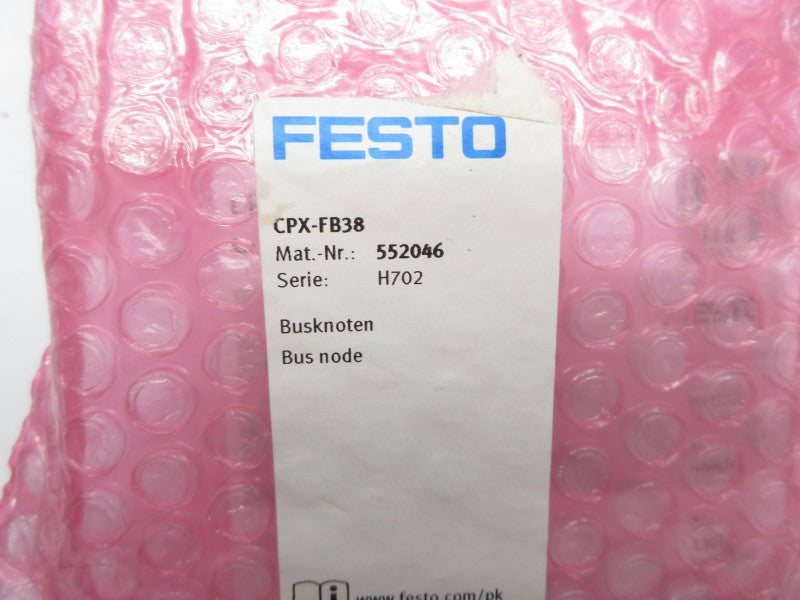 FESTO
CPX-FB38
Mat.-Nr.: 552046
Serie: H702
Busknoten
Bus node
www.festo.com/pk